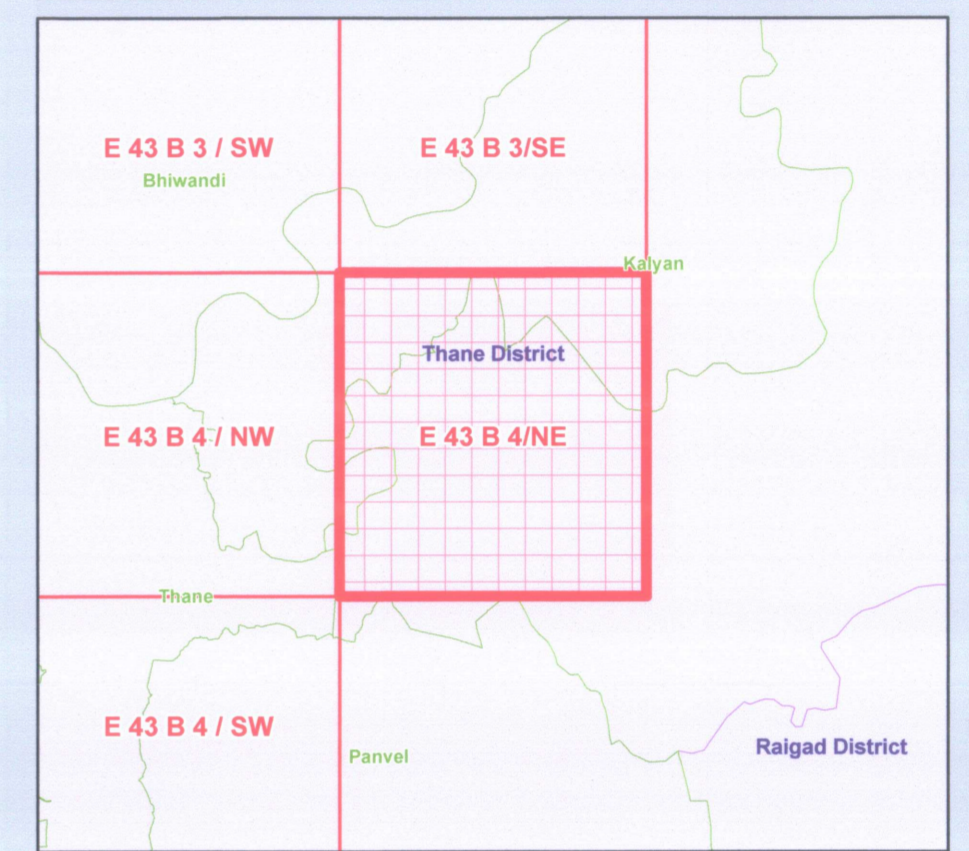 E 43 B 3 / SW
E 43 B 3/SE
Bhiwandi
Kalyan
Thane District
E 43 B 4 / NW
E 43 B 4/NE
Thane
E 43 B 4 / SW
Raigad District
Panvel